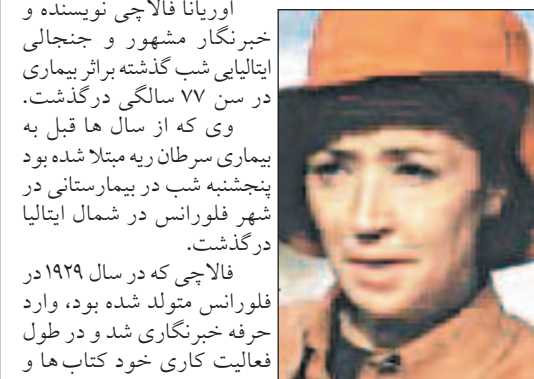 اوریانا فالاچی نویسنده و
خبرنگار مشهور و جنجالی
ایتالیایی شب گذشته براثر بیماری
در سن ۷۷ سالگی درگذشت.
وی که از سال ها قبل به
بیماری سرطان ریه مبتلا شده بود
پنجشنبه شب در بیمارستانی در
شهر فلورانس در شمال ایتالیا
درگذشت.
فالاچی که در سال ۱۹۲۹ در
فلورانس متولد شده بود، وارد
حرفه خبرنگاری شد و در طول
فعالیت کاری خود کتاب ها و